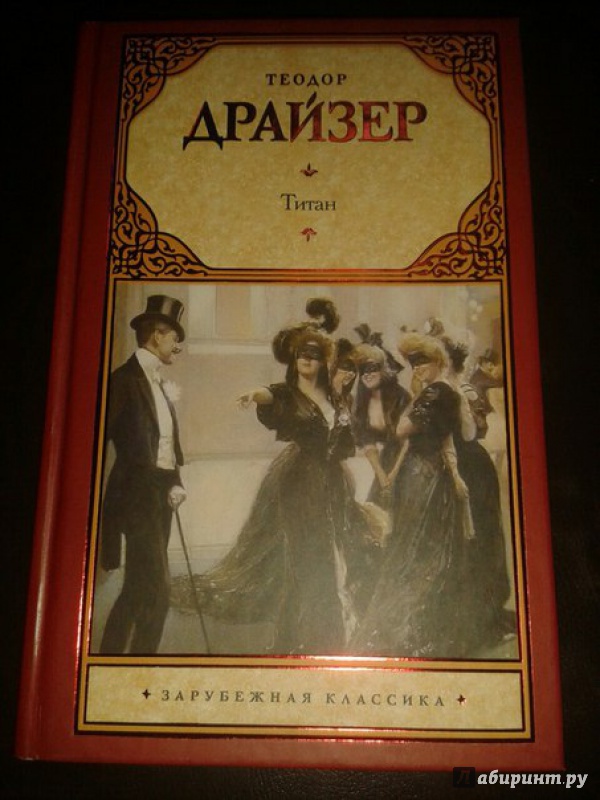 ТЕОДОР
ДРАЙЗЕР
Титан
ЗАРУБЕЖНАЯ КЛАССИКА
Лабиринт.ру